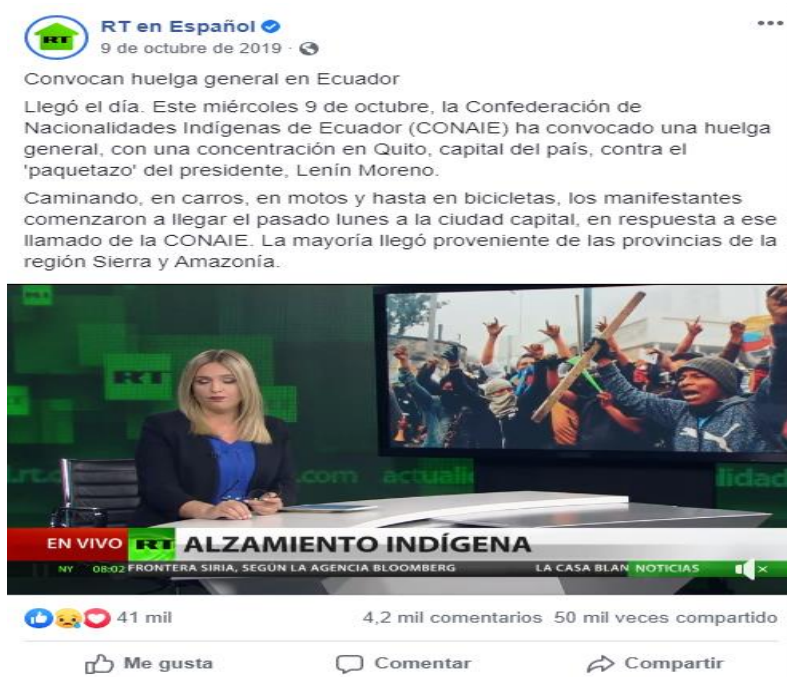 RT en Español
RT
9 de octubre de 2019 ·
Convocan huelga general en Ecuador
Llegó el día. Este miércoles 9 de octubre, la Confederación de
Nacionalidades Indígenas de Ecuador (CONAIE) ha convocado una huelga
general, con una concentración en Quito, capital del país, contra el
'paquetazo' del presidente, Lenín Moreno.
Caminando, en carros, en motos y hasta en bicicletas, los manifestantes
comenzaron a llegar el pasado lunes a la ciudad capital, en respuesta a ese
llamado de la CONAIE. La mayoría llegó proveniente de las provincias de la
región Sierra y Amazonía.
RT
.rt.c .com actuali lidad
EN VIVO RT ALZAMIENTO INDÍGENA
NY 08:02 FRONTERA SIRIA, SEGÚN LA AGENCIA BLOOMBERG LA CASA BLAN NOTICIAS
41 mil 4,2 mil comentarios 50 mil veces compartido
Me gusta Comentar Compartir